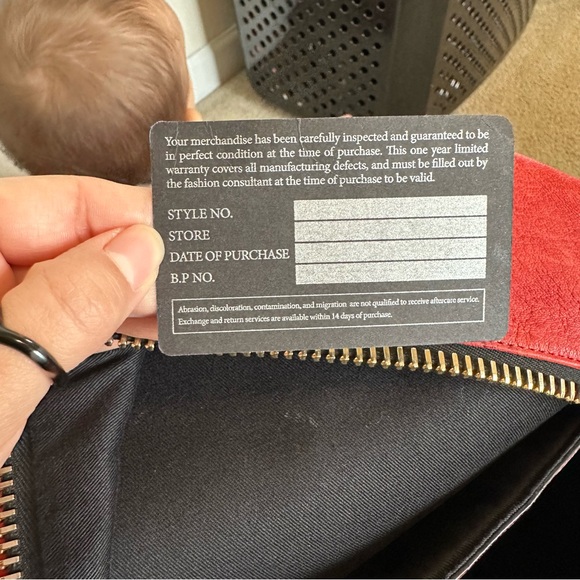 Your merchandise has been carefully inspected and guaranteed to be
in perfect condition at the time of purchase. This one year limited
warranty covers all manufacturing defects, and must be filled out by
the fashion consultant at the time of purchase to be valid.
STYLE NO.
STORE
DATE OF PURCHASE
B.P NO.
Abrasion, discoloration, contamination, and migration are not qualified to receive aftercare service.
Exchange and return services are available within 14 days of purchase.